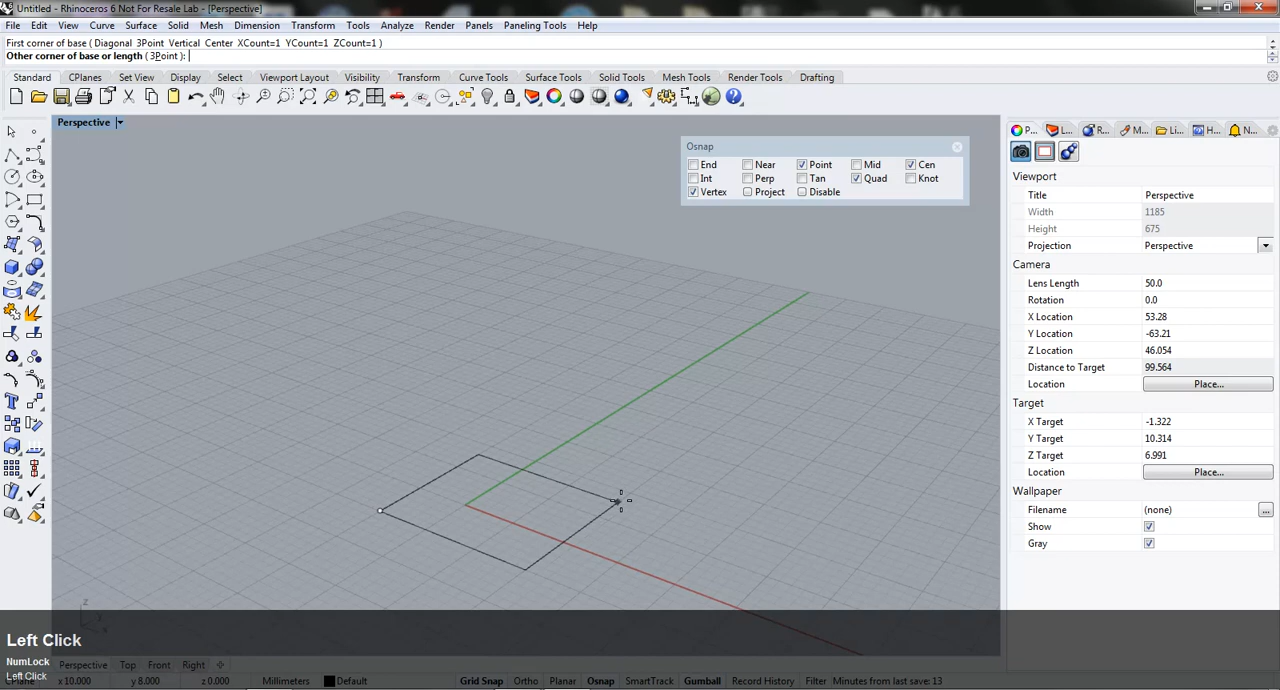 Untitled - Rhinoceros 6 Not For Resale Lab - [Perspective]
File Edit View Curve Surface Solid Mesh Dimension Transform Tools Analyze Render Panels Paneling Tools Help
First corner of base ( Diagonal 3Point Vertical Center XCount=1 YCount=1 ZCount=1 )
Other corner of base or length ( 3Point ):
Standard CPlanes Set View Display Select Viewport Layout Visibility Transform Curve Tools Surface Tools Solid Tools Mesh Tools Render Tools Drafting
Perspective
P... L... R... M... Li... H... N...
Osnap
End Near Point Mid Cen
Int Perp Tan Quad Knot
Vertex Project Disable
Viewport
Title Perspective
Width 1185
Height 675
Projection Perspective
Camera
Lens Length 50.0
Rotation 0.0
X Location 53.28
Y Location -63.21
Z Location 46.054
Distance to Target 99.564
Location Place...
Target
X Target -1.322
Y Target 10.314
Z Target 6.991
Location Place...
Wallpaper
Filename (none) ...
Show
Gray
z
x
Left Click
NumLock
Left Click
Perspective Top Front Right
CPlane x 10.000 y 8.000 z 0.000 Millimeters Default Grid Snap Ortho Planar Osnap SmartTrack Gumball Record History Filter Minutes from last save: 13